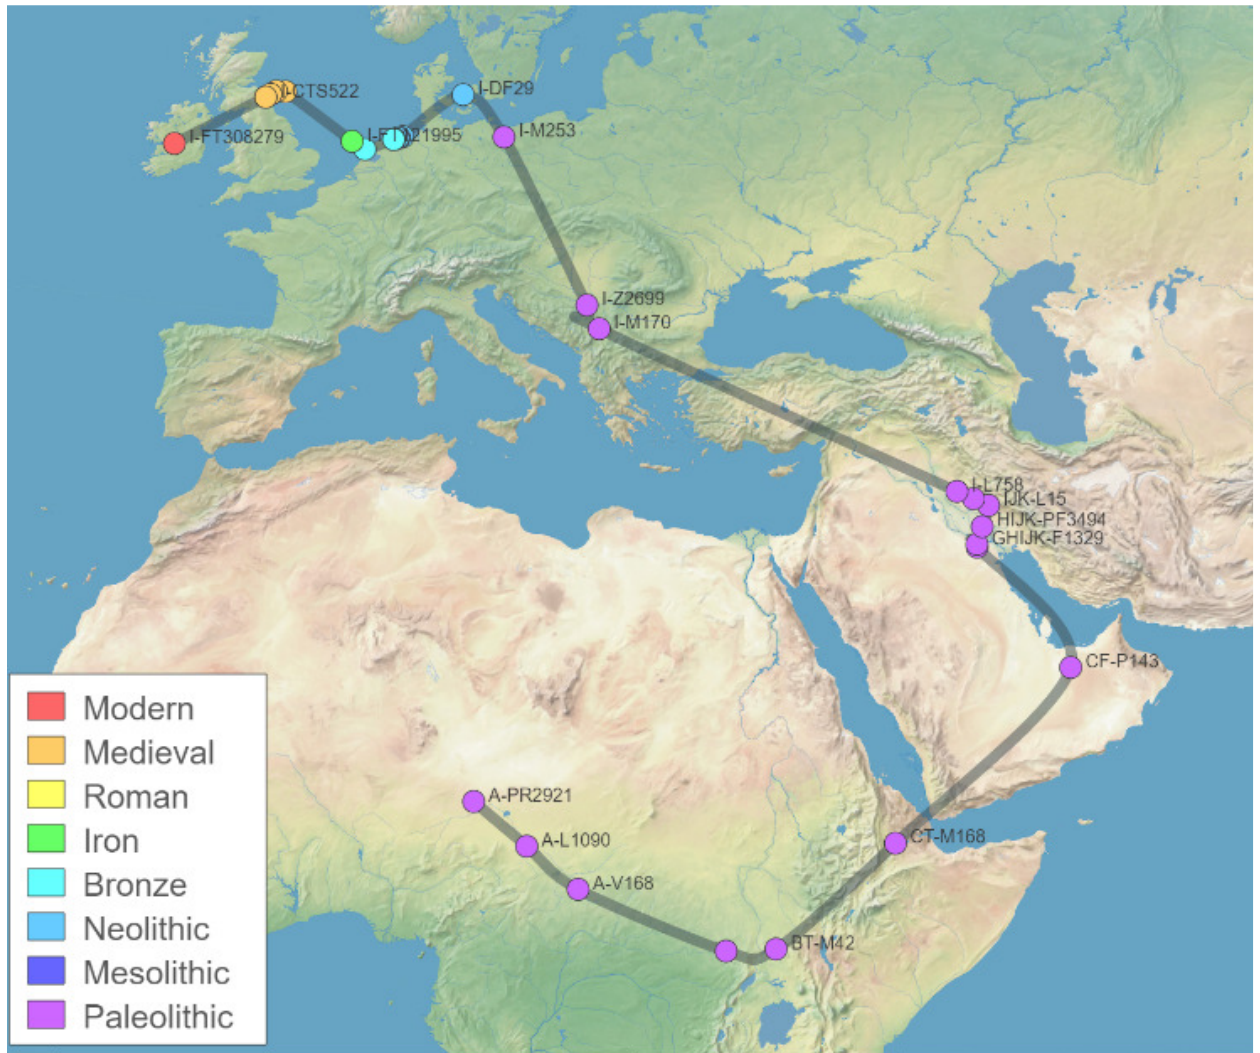 I-CTS522
I-DF29
I-FT308279
I-FT121995
I-M253
I-Z2699
I-M170
I-L758
IJK-L15
HIJK-PF3494
GHIJK-F1329
CF-P143
A-PR2921
A-L1090
CT-M168
A-V168
BT-M42
Modern
Medieval
Roman
Iron
Bronze
Neolithic
Mesolithic
Paleolithic